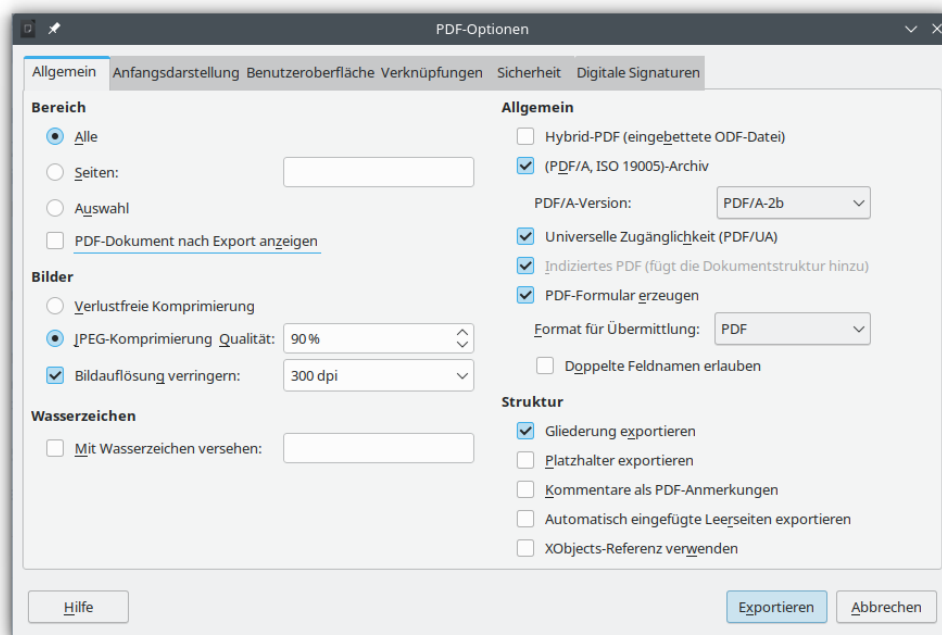 PDF-Optionen
Allgemein Anfangsdarstellung Benutzeroberfläche Verknüpfungen Sicherheit Digitale Signaturen
Bereich
Alle
Seiten:
Auswahl
PDF-Dokument nach Export anzeigen
Bilder
Verlustfreie Komprimierung
JPEG-Komprimierung Qualität: 90 %
Bildauflösung verringern: 300 dpi
Wasserzeichen
Mit Wasserzeichen versehen:
Allgemein
Hybrid-PDF (eingebettete ODF-Datei)
(PDF/A, ISO 19005)-Archiv
PDF/A-Version: PDF/A-2b
Universelle Zugänglichkeit (PDF/UA)
Indiziertes PDF (fügt die Dokumentstruktur hinzu)
PDF-Formular erzeugen
Format für Übermittlung: PDF
Doppelte Feldnamen erlauben
Struktur
Gliederung exportieren
Platzhalter exportieren
Kommentare als PDF-Anmerkungen
Automatisch eingefügte Leerseiten exportieren
XObjects-Referenz verwenden
Hilfe Exportieren Abbrechen